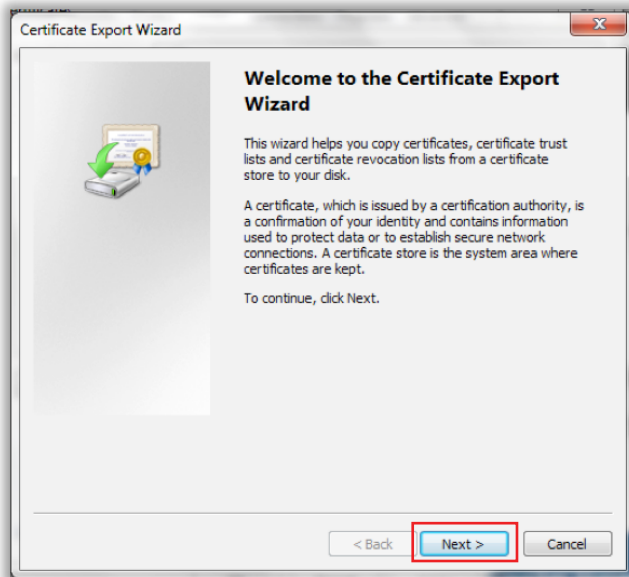 Certificate Export Wizard
Welcome to the Certificate Export
Wizard
This wizard helps you copy certificates, certificate trust
lists and certificate revocation lists from a certificate
store to your disk.
A certificate, which is issued by a certification authority, is
a confirmation of your identity and contains information
used to protect data or to establish secure network
connections. A certificate store is the system area where
certificates are kept.
To continue, click Next.
< Back
Next >
Cancel